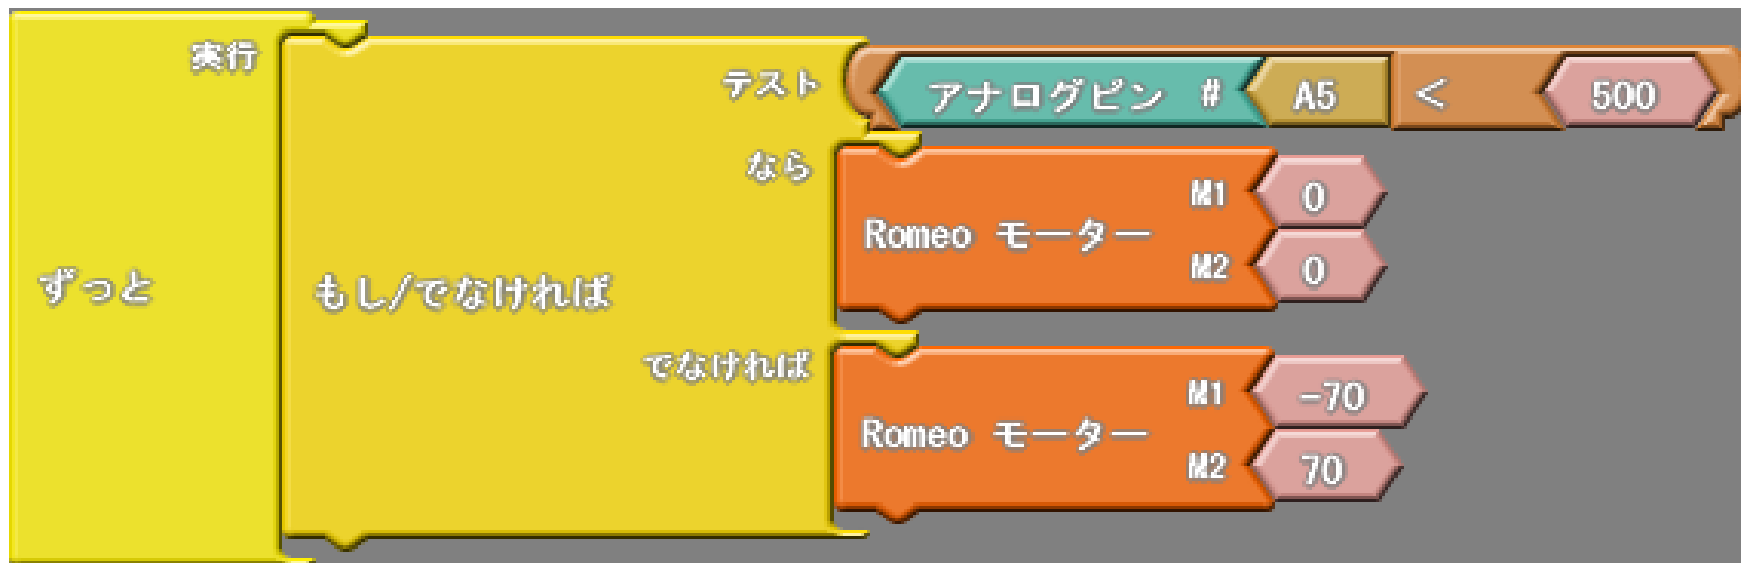 実行
テスト アナログピン # A5 < 500
なら
Romeo モーター
M1 0
M2 0
ずっと
もし/でなければ
でなければ
Romeo モーター
M1 -70
M2 70